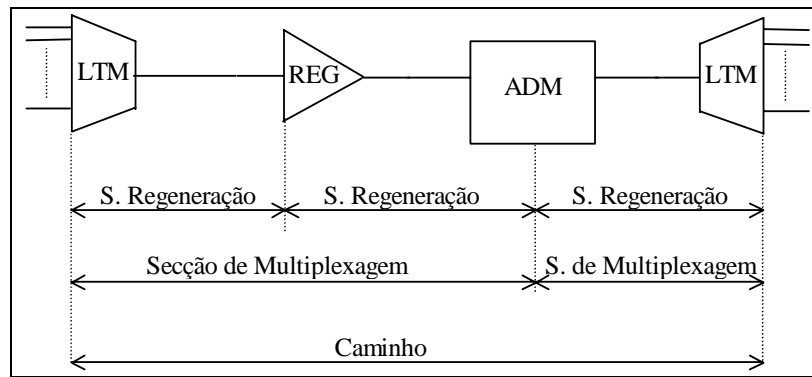 LTM
REG
ADM
LTM
S. Regeneração
S. Regeneração
S. Regeneração
Secção de Multiplexagem
S. de Multiplexagem
Caminho